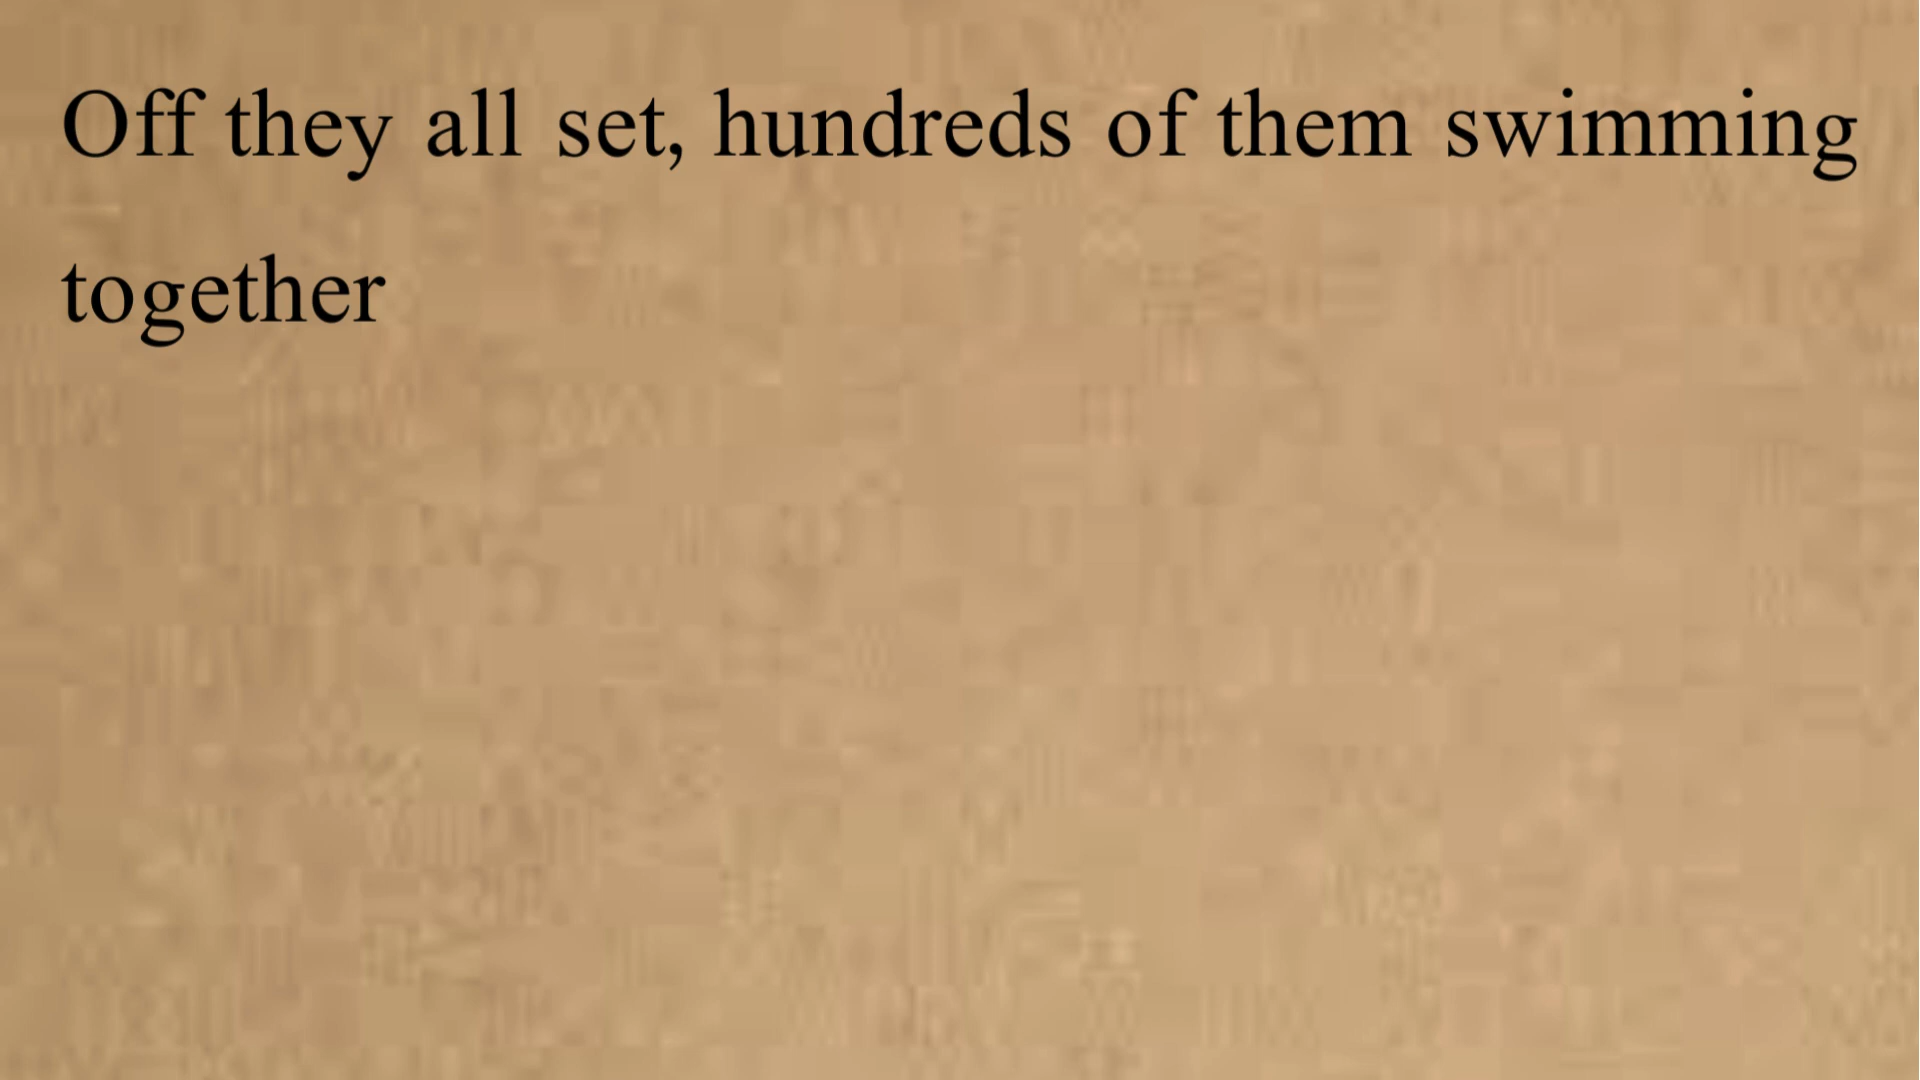 Off they all set, hundreds of them swimming
together